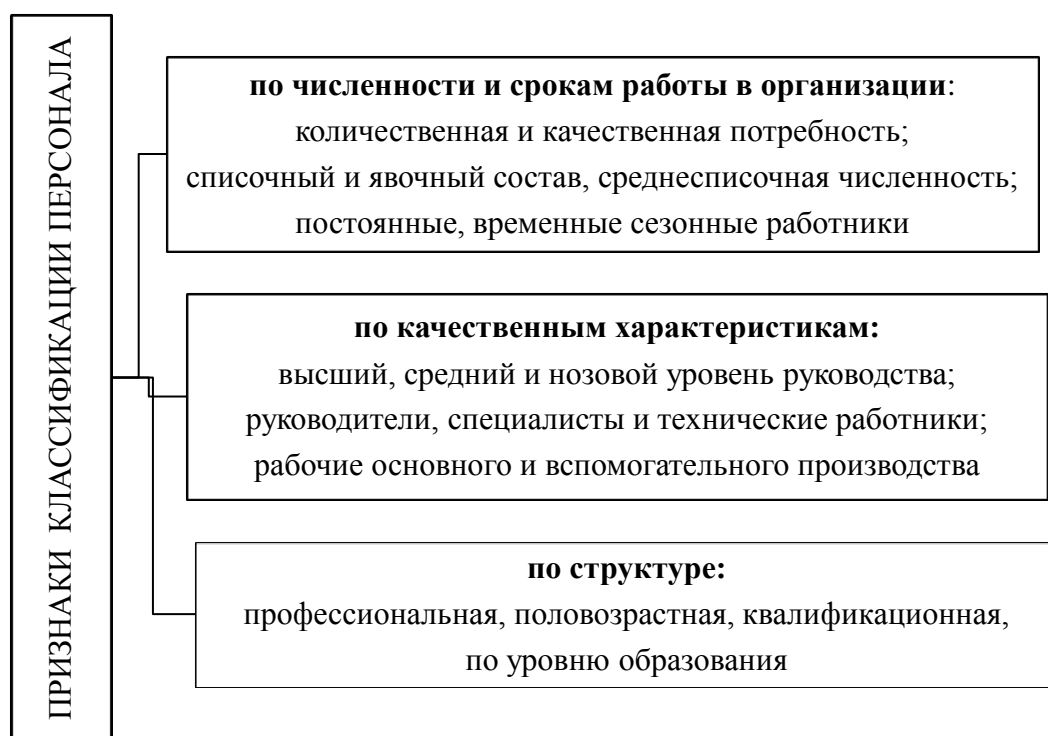 ПРИЗНАКИ КЛАССИФИКАЦИИ ПЕРСОНАЛА
по численности и срокам работы в организации:
количественная и качественная потребность;
списочный и явочный состав, среднесписочная численность;
постоянные, временные сезонные работники
по качественным характеристикам:
высший, средний и нозовой уровень руководства;
руководители, специалисты и технические работники;
рабочие основного и вспомогательного производства
по структуре:
профессиональная, половозрастная, квалификационная,
по уровню образования